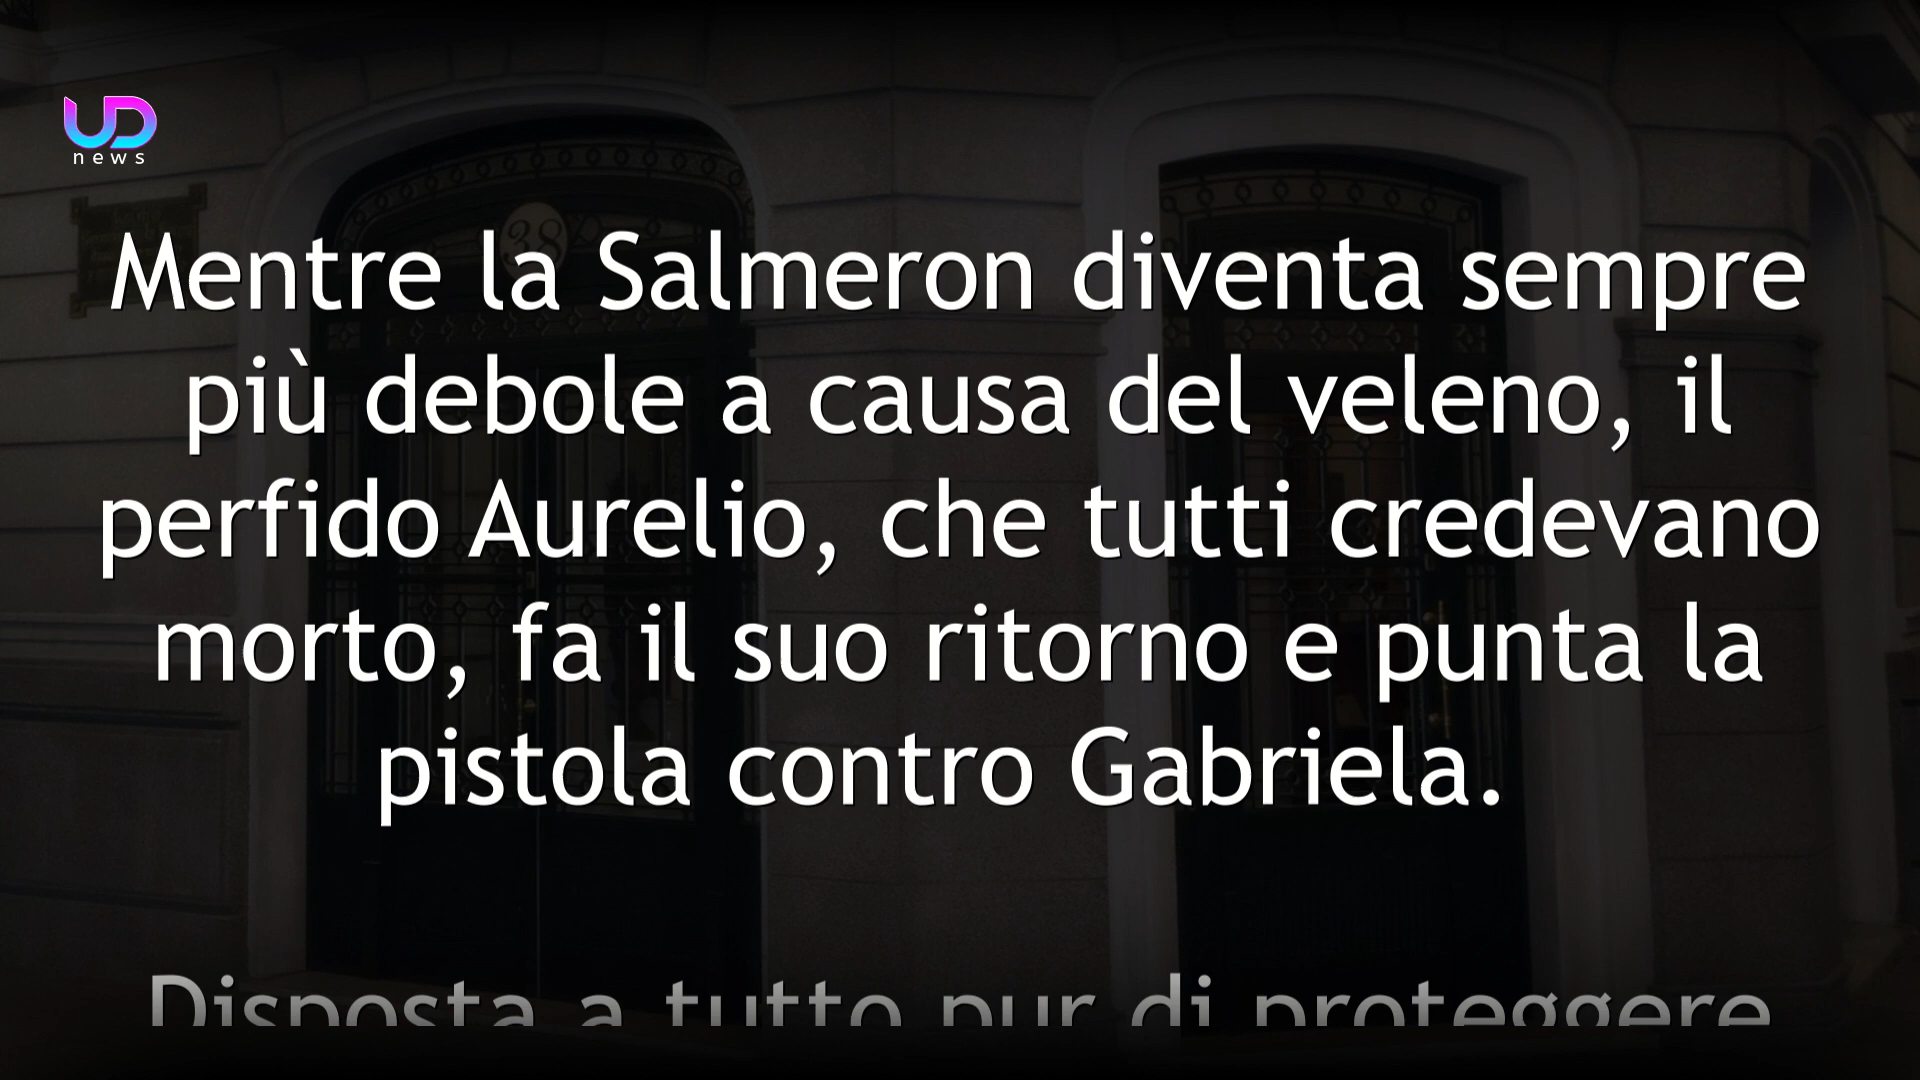 UD
news
38
Mentre la Salmeron diventa sempre
più debole a causa del veleno, il
perfido Aurelio, che tutti credevano
morto, fa il suo ritorno e punta la
pistola contro Gabriela.
Disposta a tutto pur di proteggere